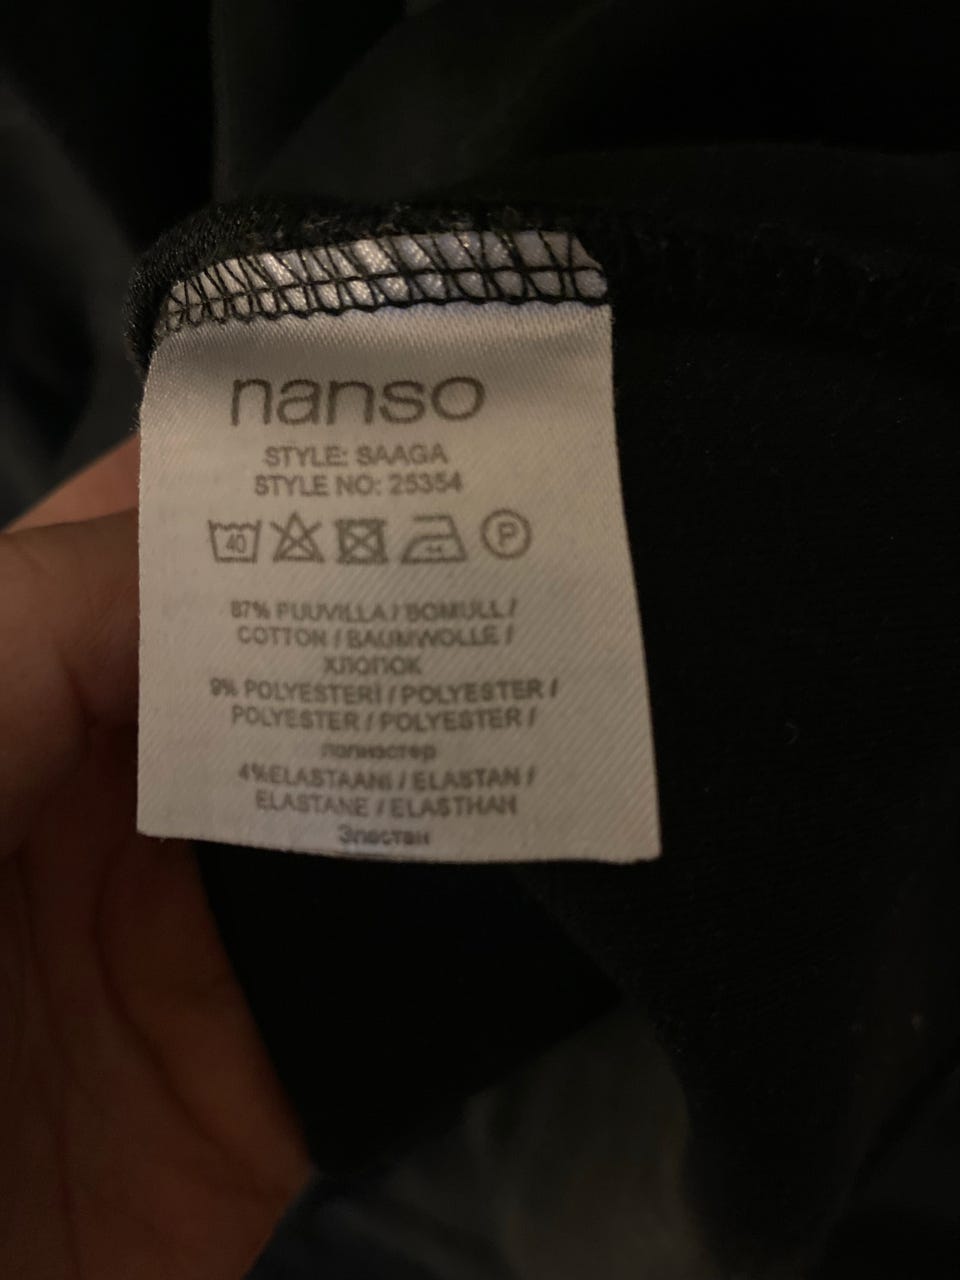 nanso
STYLE: SAAGA
STYLE NO: 25354
40 P
87% PUUVILLA / BOMULL /
COTTON / BAUMWOLLE /
ХЛОПОК
9% POLYESTERİ / POLYESTER /
POLYESTER / POLYESTER /
полиэстер
4%ELASTAANI / ELASTAN /
ELASTANE / ELASTHAN
Эластан